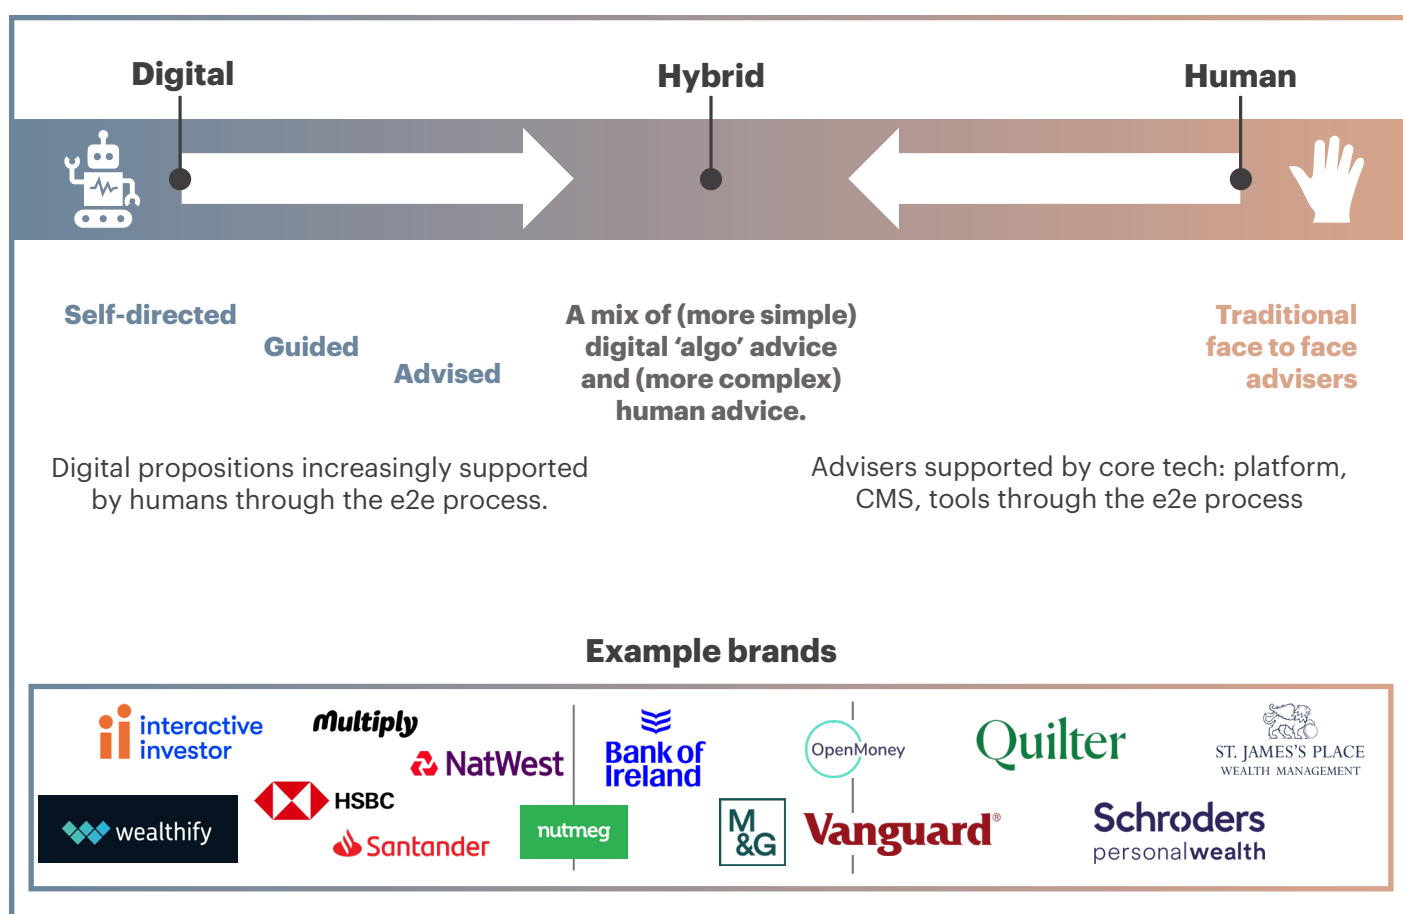 Digital
Hybrid
Human
Self-directed
Guided
Advised
A mix of (more simple)
digital ‘algo’ advice
and (more complex)
human advice.
Traditional
face to face
advisers
Digital propositions increasingly supported
by humans through the e2e process.
Advisers supported by core tech: platform,
CMS, tools through the e2e process
Example brands
ii interactive
investor
Multiply
NatWest
HSBC
wealthify
Santander
nutmeg
Bank of
Ireland
M
&G
OpenMoney
Vanguard®
Quilter
ST. JAMES’S PLACE
WEALTH MANAGEMENT
Schroders
personalwealth